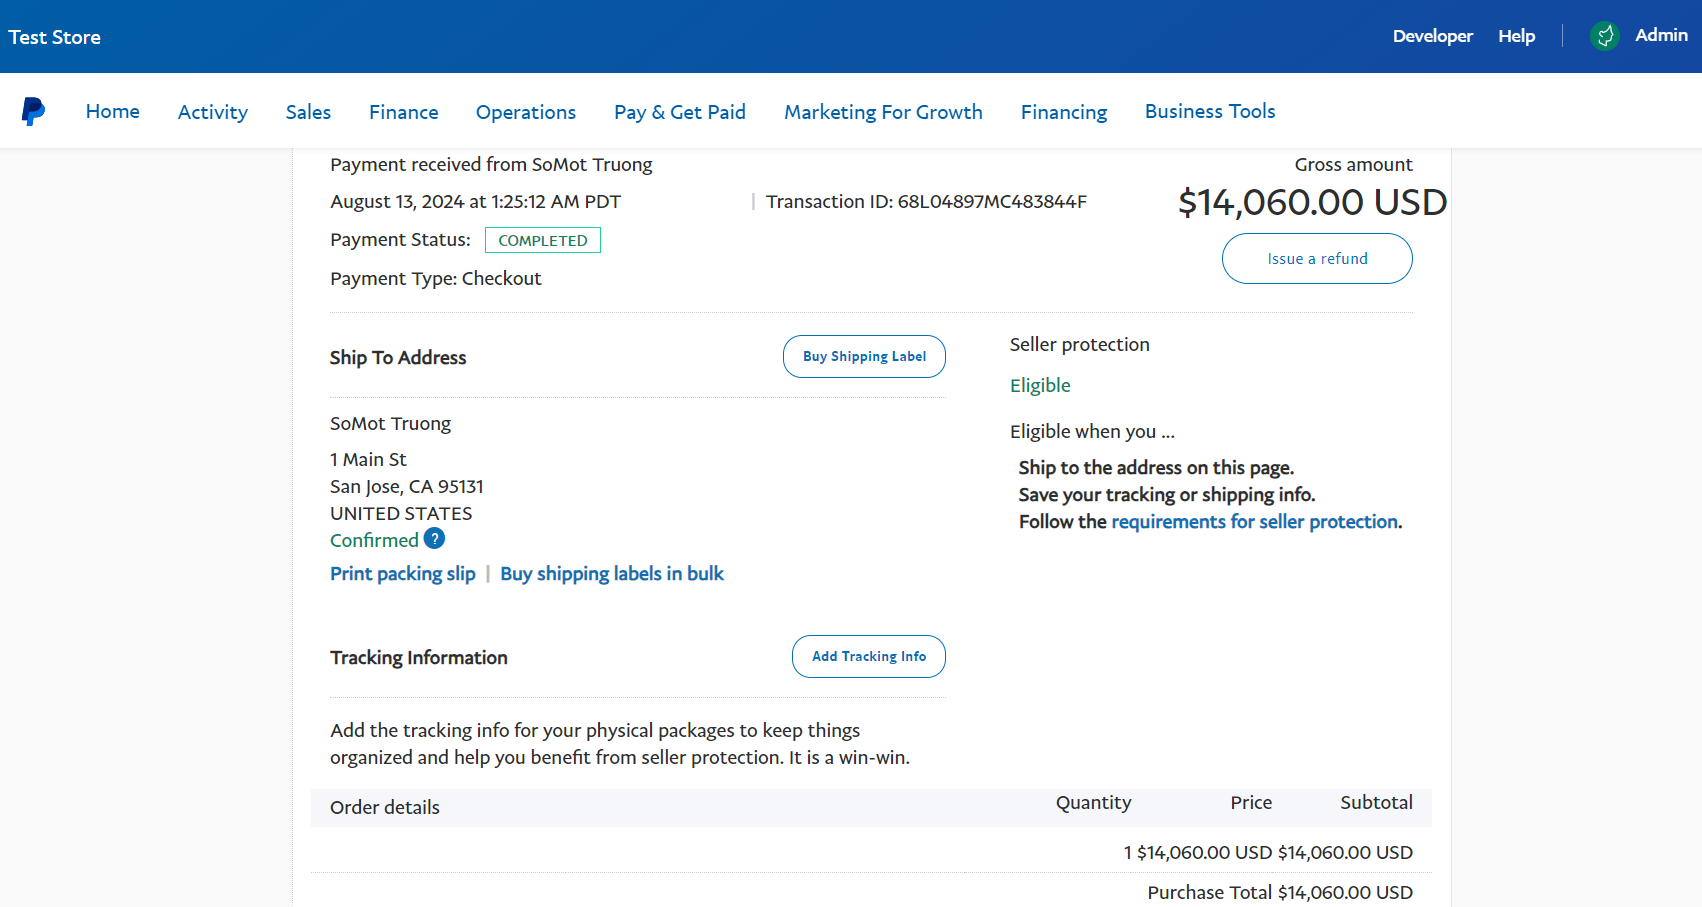 Test Store
Developer Help Admin
Home Activity Sales Finance Operations Pay & Get Paid Marketing For Growth Financing Business Tools
Payment received from SoMot Truong
Gross amount
August 13, 2024 at 1:25:12 AM PDT | Transaction ID: 68L04897MC483844F
$14,060.00 USD
Payment Status: COMPLETED
Issue a refund
Payment Type: Checkout
Ship To Address
Buy Shipping Label
SoMot Truong
1 Main St
San Jose, CA 95131
UNITED STATES
Confirmed ?
Print packing slip | Buy shipping labels in bulk
Seller protection
Eligible
Eligible when you ...
Ship to the address on this page.
Save your tracking or shipping info.
Follow the requirements for seller protection.
Tracking Information
Add Tracking Info
Add the tracking info for your physical packages to keep things
organized and help you benefit from seller protection. It is a win-win.
Order details Quantity Price Subtotal
1 $14,060.00 USD $14,060.00 USD
Purchase Total $14,060.00 USD